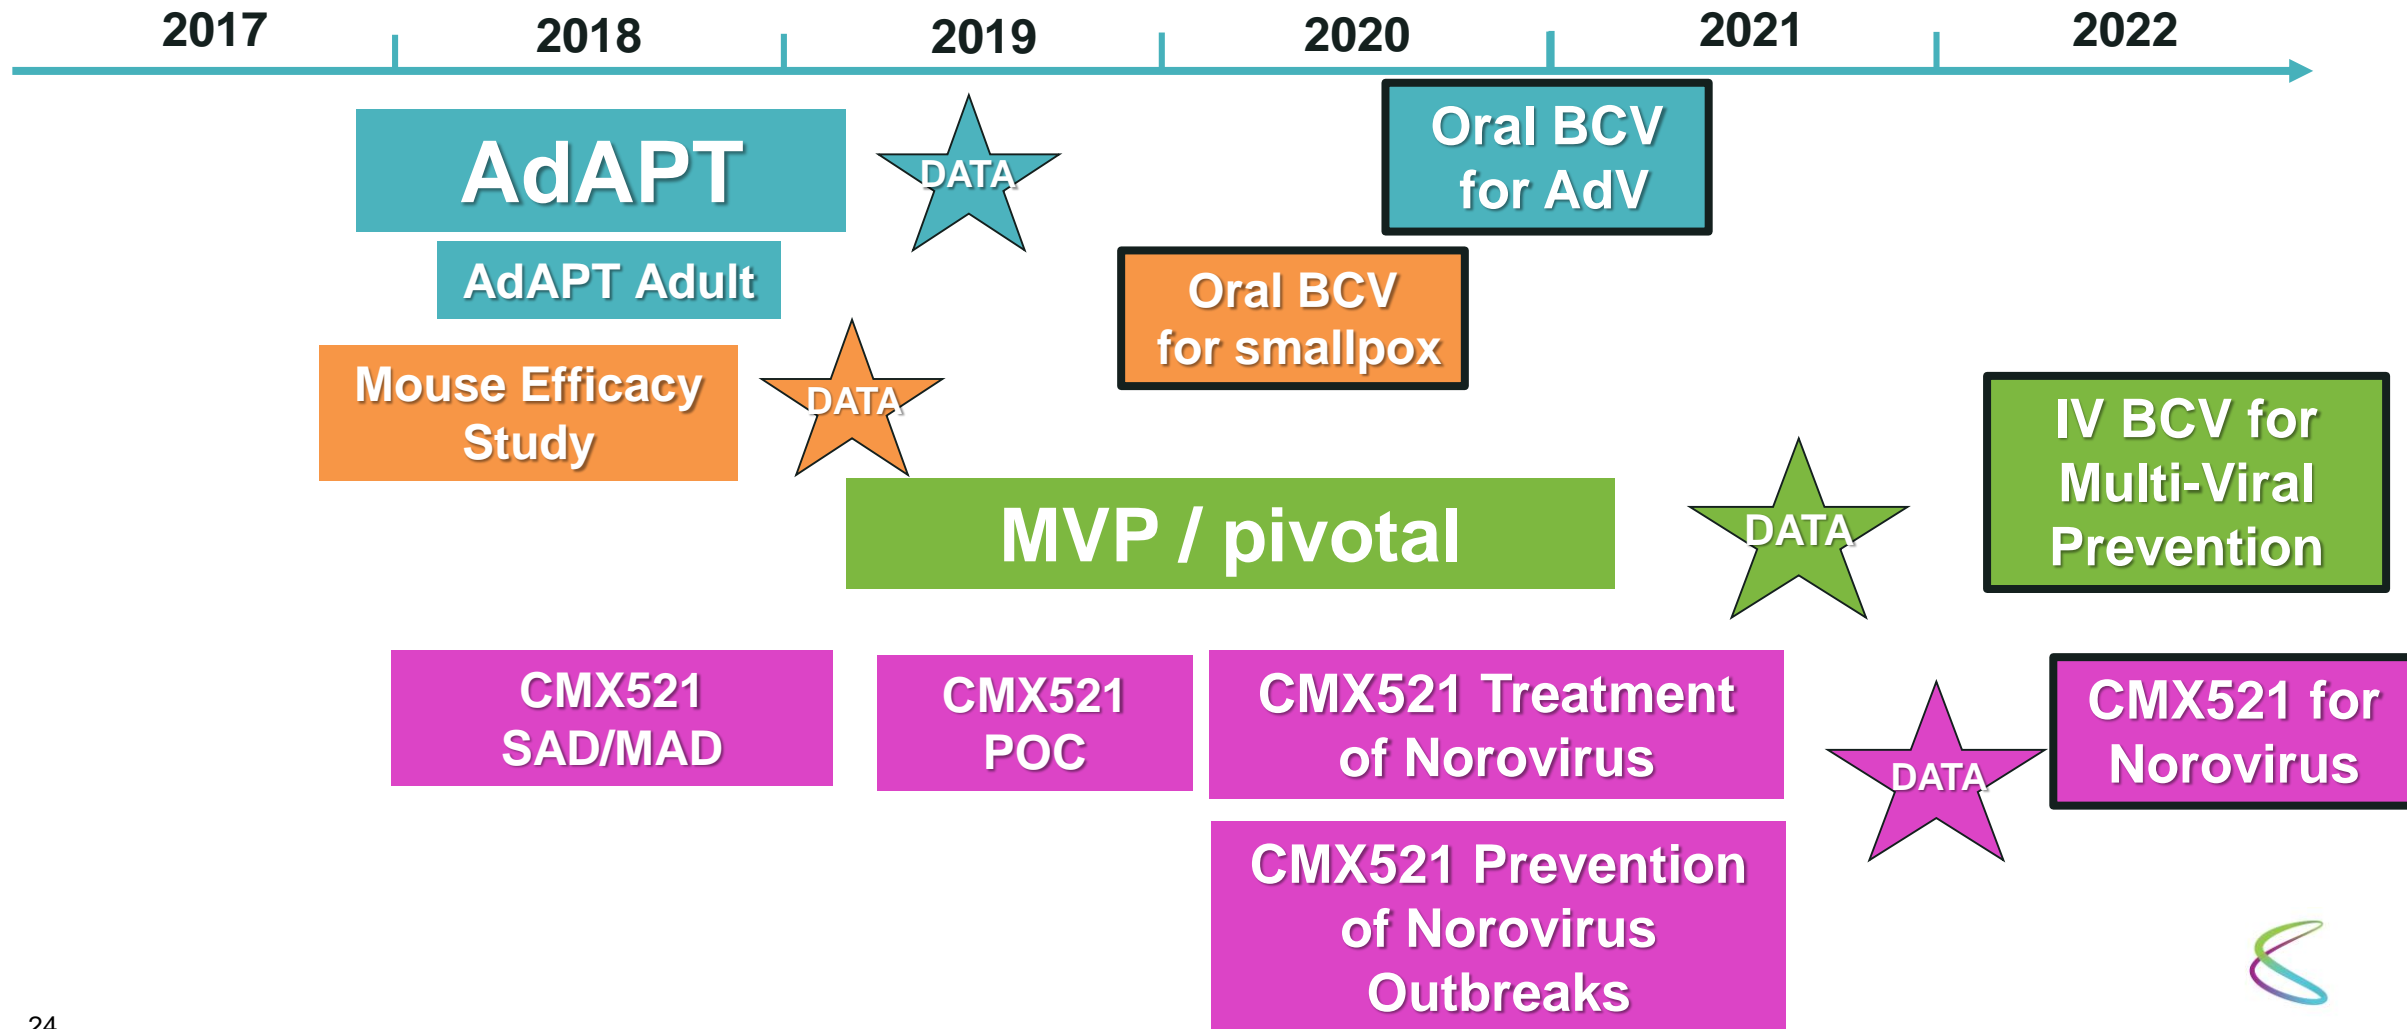 2017
2018
2019
2020
2021
2022
AdAPT
DATA
Oral BCV
for AdV
AdAPT Adult
Oral BCV
for smallpox
Mouse Efficacy
Study
DATA
MVP / pivotal
DATA
IV BCV for
Multi-Viral
Prevention
CMX521
SAD/MAD
CMX521
POC
CMX521 Treatment
of Norovirus
DATA
CMX521 for
Norovirus
CMX521 Prevention
of Norovirus
Outbreaks
24